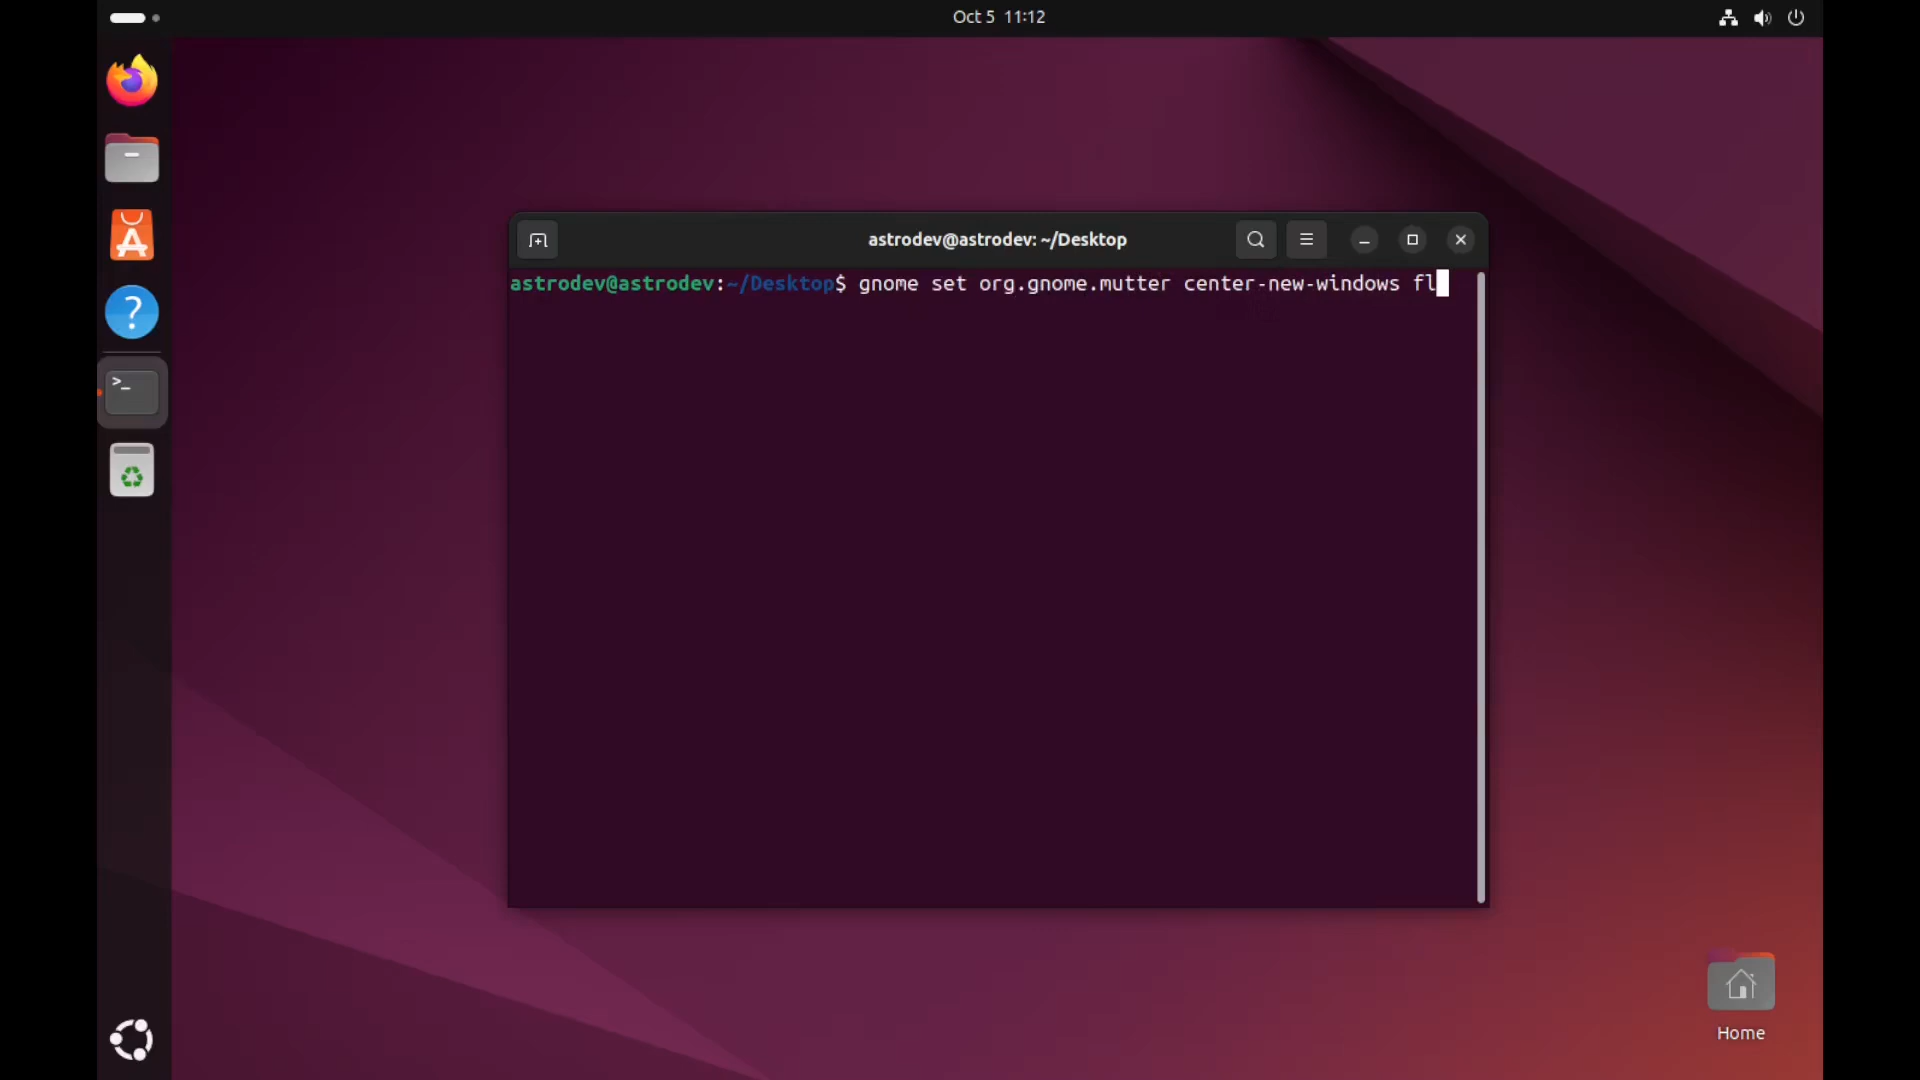 Oct 5 11:12
astrodev@astrodev: ~/Desktop
astrodev@astrodev:~/Desktop$ gnome set org.gnome.mutter center-new-windows fl
Home